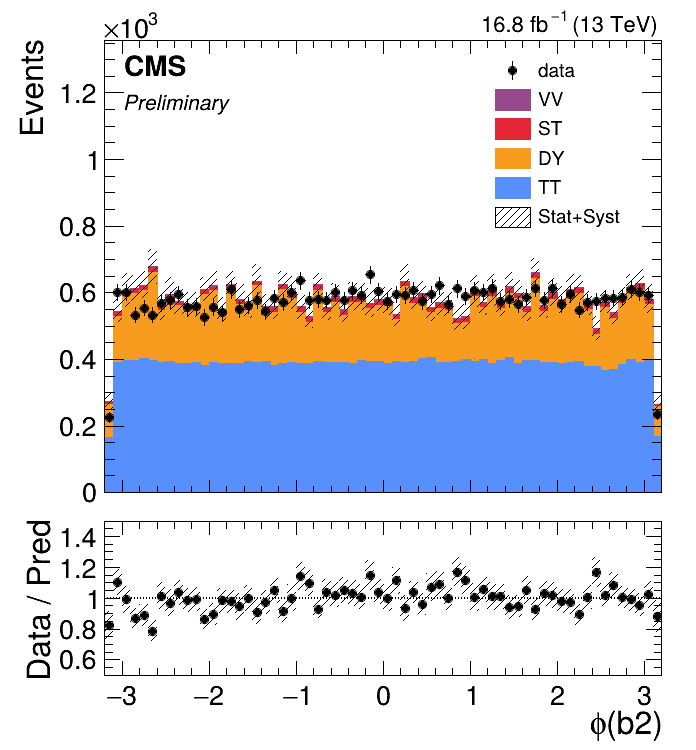 ×10³
16.8 fb⁻¹ (13 TeV)
Events
CMS
Preliminary
data
VV
ST
DY
TT
Stat+Syst
1.2
1
0.8
0.6
0.4
0.2
0
Data / Pred
1.4
1.2
1
0.8
0.6
−3 −2 −1 0 1 2 3
ϕ(b2)